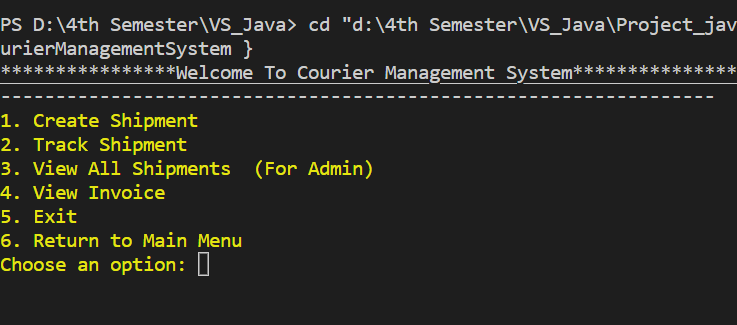 PS D:\4th Semester\VS_Java> cd "d:\4th Semester\VS_Java\Project_jav
urierManagementSystem }
****************Welcome To Courier Management System***************
-----------------------------------------------------------------
1. Create Shipment
2. Track Shipment
3. View All Shipments  (For Admin)
4. View Invoice
5. Exit
6. Return to Main Menu
Choose an option: